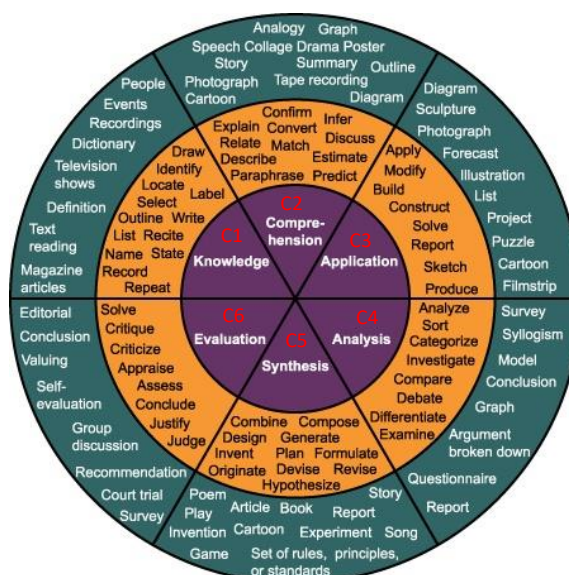 Analogy Graph
Speech Collage Drama Poster
Story Summary Outline
Photograph Tape recording
Cartoon Diagram
Confirm Infer
Explain Convert Discuss
Relate Match
Describe Estimate
Paraphrase Predict
C2
Compre-
hension
Diagram
Sculpture
Photograph
Forecast
Illustration
List
Project
Puzzle
Cartoon
Filmstrip
Apply
Modify
Build
Construct
Solve
Report
Sketch
Produce
C3
Application
Survey
Syllogism
Model
Conclusion
Graph
Argument
broken down
Questionnaire
Report
Analyze
Sort
Categorize
Investigate
Compare
Debate
Differentiate
Examine
C4
Analysis
C5
Synthesis
Combine Compose
Design Generate
Invent Plan Formulate
Originate Devise Revise
Hypothesize
Poem Story
Play Article Book Report
Invention Cartoon Experiment Song
Game Set of rules, principles,
or standards
C6
Evaluation
Solve
Critique
Criticize
Appraise
Assess
Conclude
Justify
Judge
Editorial
Conclusion
Valuing
Self-
evaluation
Group
discussion
Recommendation
Court trial
Survey
C1
Knowledge
Draw
Identify
Locate
Select Label
Outline Write
List Recite
Name State
Record
Repeat
People
Events
Recordings
Dictionary
Television
shows
Definition
Text
reading
Magazine
articles